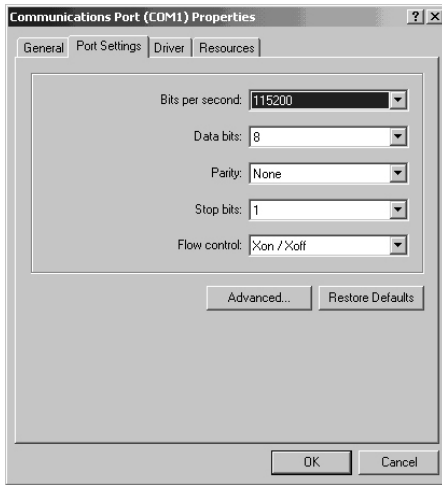 Communications Port (COM1) Properties
General Port Settings Driver Resources
Bits per second: 115200
Data bits: 8
Parity: None
Stop bits: 1
Flow control: Xon / Xoff
Advanced... Restore Defaults
OK Cancel